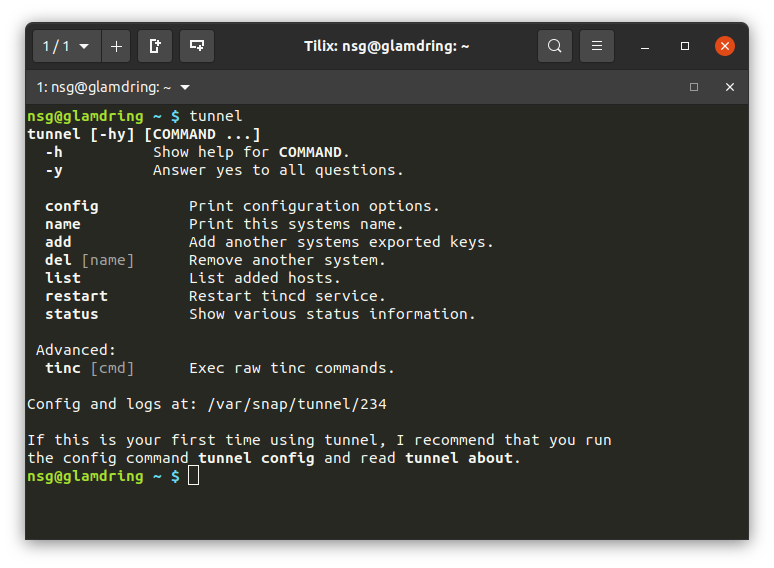 1 / 1
Tilix: nsg@glamdring: ~
1: nsg@glamdring: ~
nsg@glamdring ~ $ tunnel
tunnel [-hy] [COMMAND ...]
-h Show help for COMMAND.
-y Answer yes to all questions.
config Print configuration options.
name Print this systems name.
add Add another systems exported keys.
del [name] Remove another system.
list List added hosts.
restart Restart tincd service.
status Show various status information.
Advanced:
tinc [cmd] Exec raw tinc commands.
Config and logs at: /var/snap/tunnel/234
If this is your first time using tunnel, I recommend that you run
the config command tunnel config and read tunnel about.
nsg@glamdring ~ $